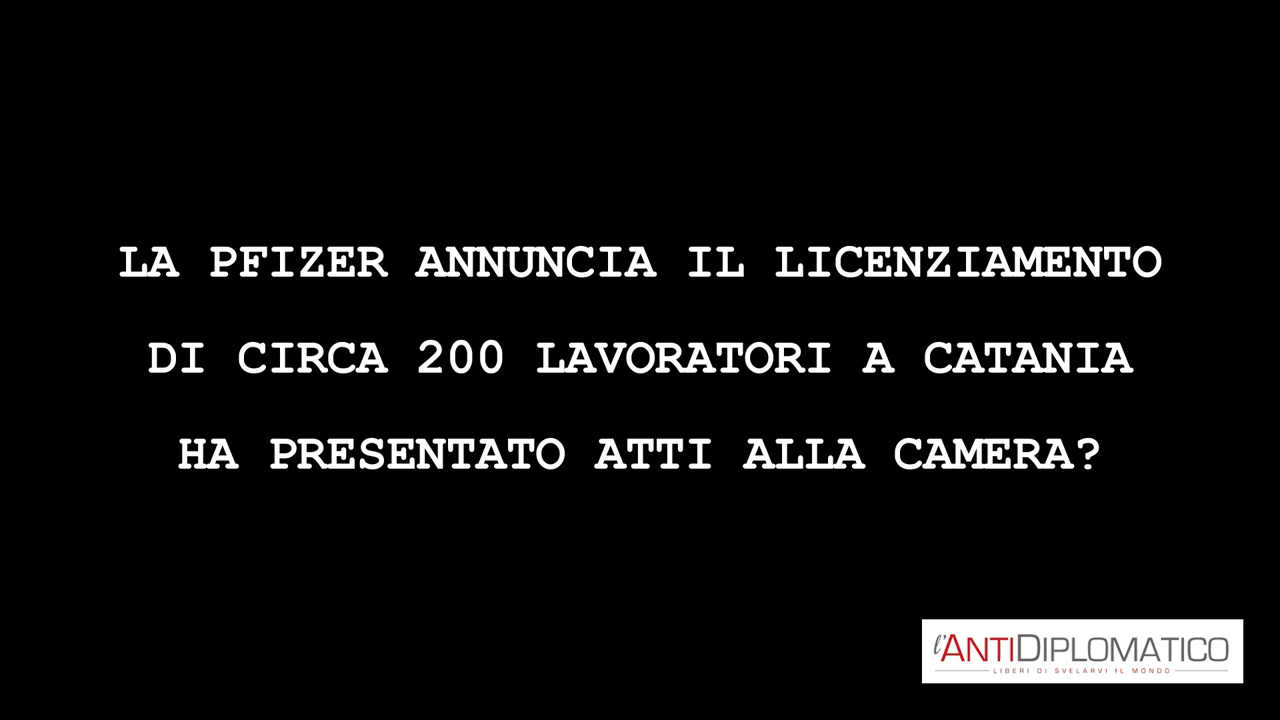 LA PFIZER ANNUNCIA IL LICENZIAMENTO
DI CIRCA 200 LAVORATORI A CATANIA
HA PRESENTATO ATTI ALLA CAMERA?
l'ANTIDIPLOMATICO
LIBERI DI SVELARVI IL MONDO